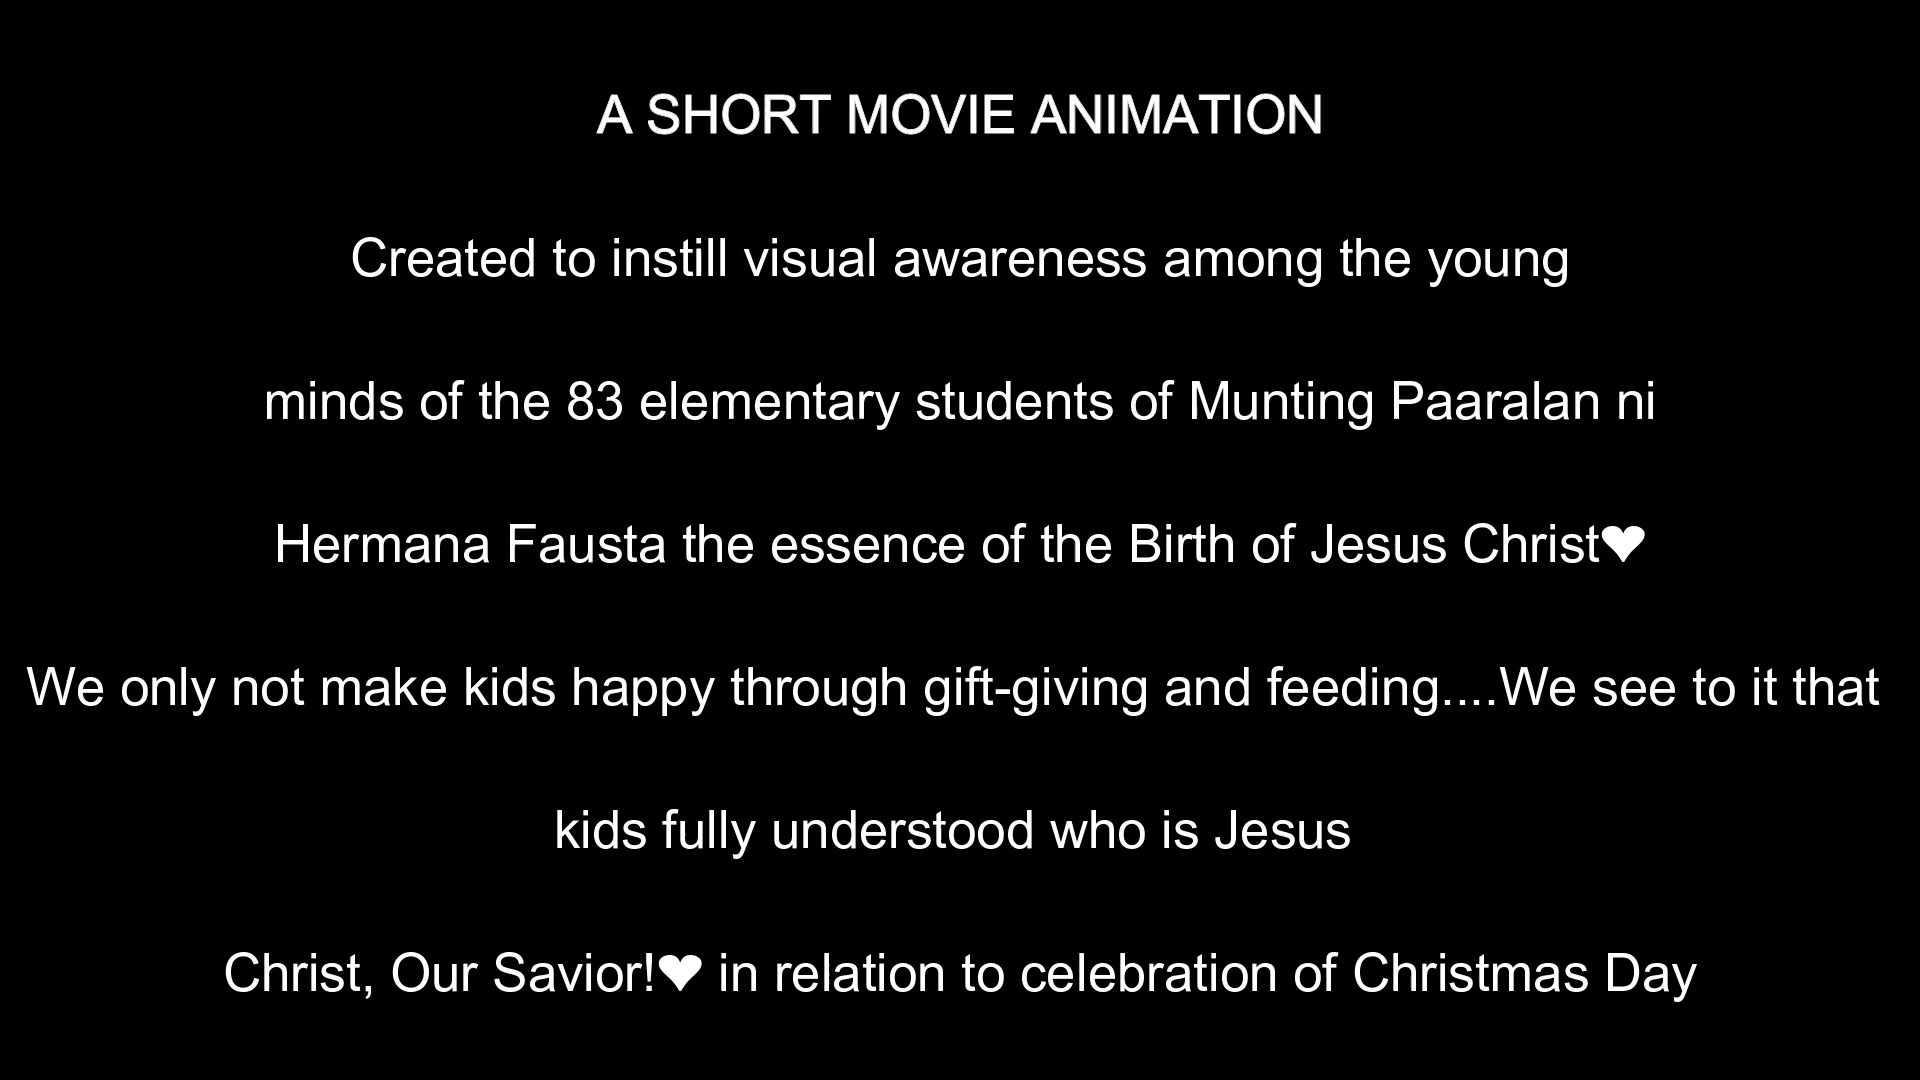 A SHORT MOVIE ANIMATION
Created to instill visual awareness among the young
minds of the 83 elementary students of Munting Paaralan ni
Hermana Fausta the essence of the Birth of Jesus Christ❤
We only not make kids happy through gift-giving and feeding....We see to it that
kids fully understood who is Jesus
Christ, Our Savior!❤ in relation to celebration of Christmas Day